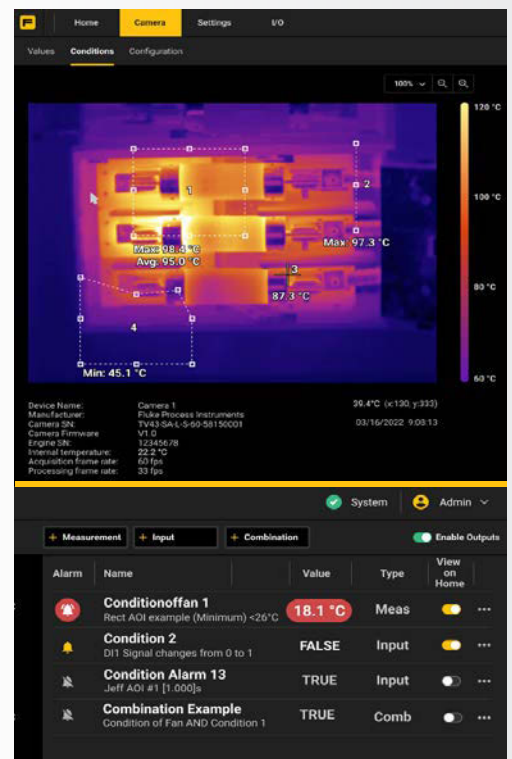 F Home Camera Settings I/O
Values Conditions Configuration
100%
120 °C
1
2
100 °C
Max: 98.4 °C
Avg: 95.0 °C
Max: 97.3 °C
3
87.3 °C
80 °C
4
Min: 45.1 °C
60 °C
Device Name: Camera 1
Manufacturer: Fluke Process Instruments
Camera SN: TV43-SA-L-S-60-58150001
Camera Firmware V1.0
Engine SN: 12345678
Internal temperature: 22.2 °C
Acquisition frame rate: 60 fps
Processing frame rate: 33 fps
39.4°C (x:130, y:333)
03/16/2022 9:03:13
System Admin
+ Measurement + Input + Combination Enable Outputs
Alarm Name Value Type View on Home
Conditionoffan 1 18.1 °C Meas
Rect AOI example (Minimum) <26°C
Condition 2 FALSE Input
DI1 Signal changes from 0 to 1
Condition Alarm 13 TRUE Input
Jeff AOI #1 [1.000]s
Combination Example TRUE Comb
Condition of Fan AND Condition 1